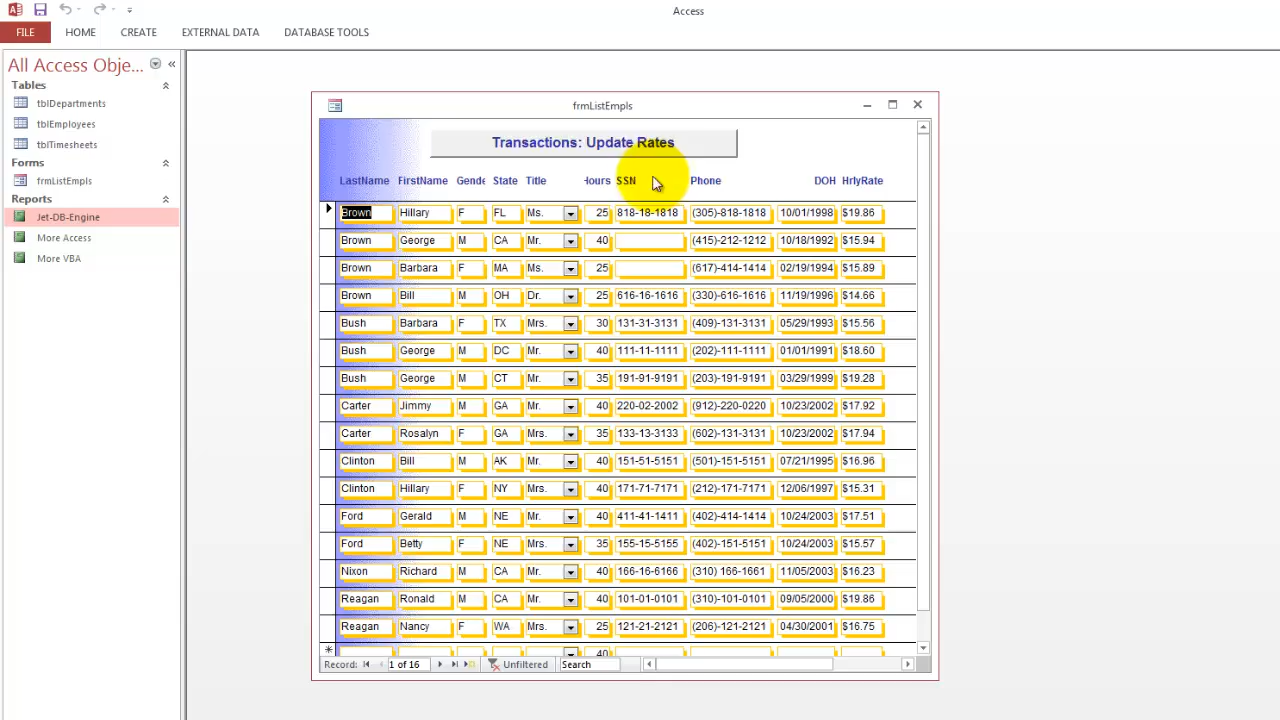 Access
FILE HOME CREATE EXTERNAL DATA DATABASE TOOLS
All Access Obje... «
Tables
tblDepartments
tblEmployees
tblTimesheets
Forms
frmListEmpls
Reports
Jet-DB-Engine
More Access
More VBA
frmListEmpls
Transactions: Update Rates
LastName FirstName Gende State Title Hours SSN Phone DOH HrlyRate
Brown Hillary F FL Ms. 25 818-18-1818 (305)-818-1818 10/01/1998 $19.86
Brown George M CA Mr. 40 (415)-212-1212 10/18/1992 $15.94
Brown Barbara F MA Ms. 25 (617)-414-1414 02/19/1994 $15.89
Brown Bill M OH Dr. 25 616-16-1616 (330)-616-1616 11/19/1996 $14.66
Bush Barbara F TX Mrs. 30 131-31-3131 (409)-131-3131 05/29/1993 $15.56
Bush George M DC Mr. 40 111-11-1111 (202)-111-1111 01/01/1991 $18.60
Bush George M CT Mr. 35 191-91-9191 (203)-191-9191 03/29/1999 $19.28
Carter Jimmy M GA Mr. 40 220-02-2002 (912)-220-0220 10/23/2002 $17.92
Carter Rosalyn F GA Mrs. 35 133-13-3133 (602)-131-3131 10/23/2002 $17.94
Clinton Bill M AK Mr. 40 151-51-5151 (501)-151-5151 07/21/1995 $16.96
Clinton Hillary F NY Mrs. 40 171-71-7171 (212)-171-7171 12/06/1997 $15.31
Ford Gerald M NE Mr. 40 411-41-1411 (402)-414-1414 10/24/2003 $17.51
Ford Betty F NE Mrs. 35 155-15-5155 (402)-151-5151 10/24/2003 $15.57
Nixon Richard M CA Mr. 40 166-16-6166 (310) 166-1661 11/05/2003 $16.23
Reagan Ronald M CA Mr. 40 101-01-0101 (310)-101-0101 09/05/2000 $19.86
Reagan Nancy F WA Mrs. 25 121-21-2121 (206)-121-2121 04/30/2001 $16.75
40
Record: 1 of 16 Unfiltered Search